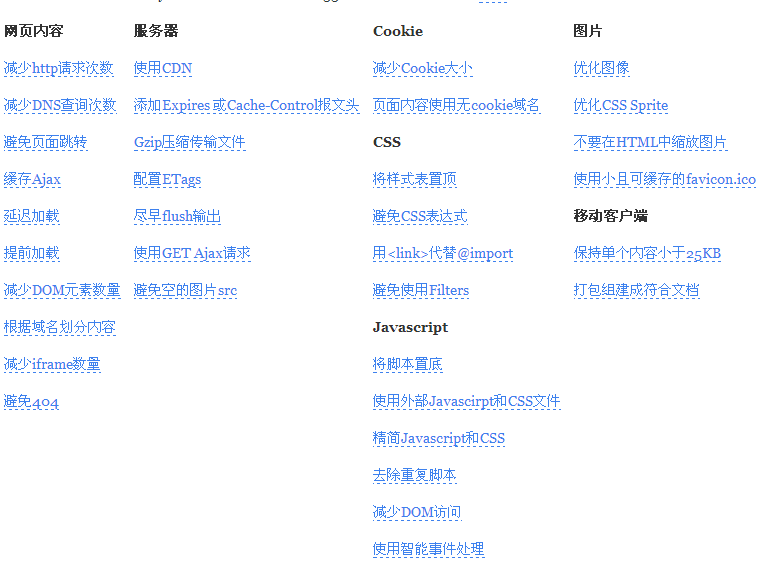 网页内容
减少http请求次数
减少DNS查询次数
避免页面跳转
缓存Ajax
延迟加载
提前加载
减少DOM元素数量
根据域名划分内容
减少iframe数量
避免404
服务器
使用CDN
添加Expires 或Cache-Control报文头
Gzip压缩传输文件
配置ETags
尽早flush输出
使用GET Ajax请求
避免空的图片src
Cookie
减少Cookie大小
页面内容使用无cookie域名
CSS
将样式表置顶
避免CSS表达式
用<link>代替@import
避免使用Filters
Javascript
将脚本置底
使用外部Javascirpt和CSS文件
精简Javascript和CSS
去除重复脚本
减少DOM访问
使用智能事件处理
图片
优化图像
优化CSS Sprite
不要在HTML中缩放图片
使用小且可缓存的favicon.ico
移动客户端
保持单个内容小于25KB
打包组建成符合文档